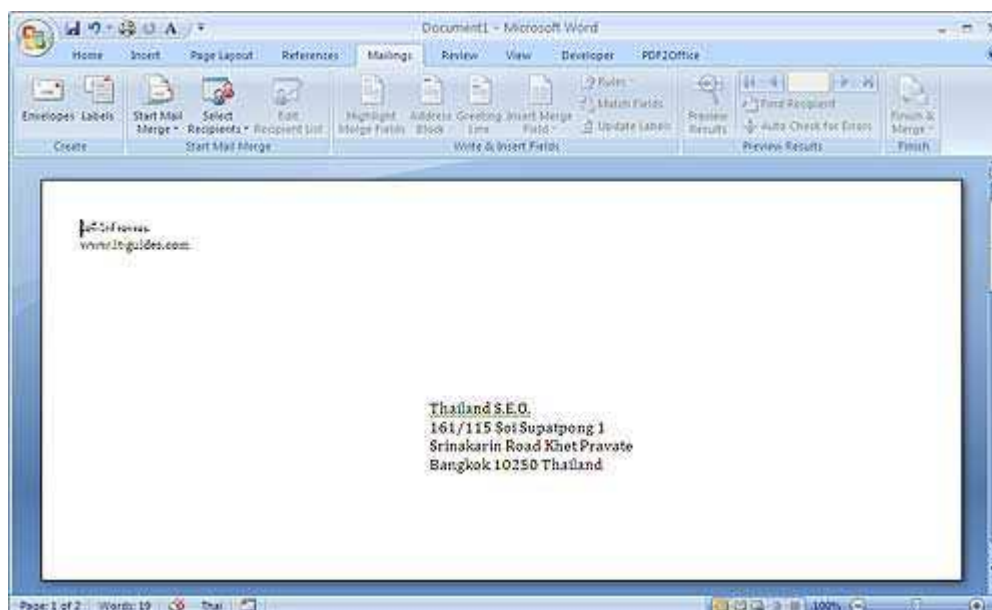 Document1 - Microsoft Word
Home Insert Page Layout References Mailings Review View Developer PDF2Office
Envelopes Labels Start Mail Merge Select Recipients Edit Recipient List Highlight Merge Fields Address Block Greeting Line Insert Merge Field Rules Match Fields Update Labels Preview Results Find Recipient Auto Check for Errors Finish & Merge
Create Start Mail Merge Write & Insert Fields Preview Results Finish
www.it-guides.com
Thailand S.E.O.
161/115 Soi Supatpong 1
Srinakarin Road Khet Pravate
Bangkok 10250 Thailand
Page: 1 of 2 Words: 19 Thai 100%